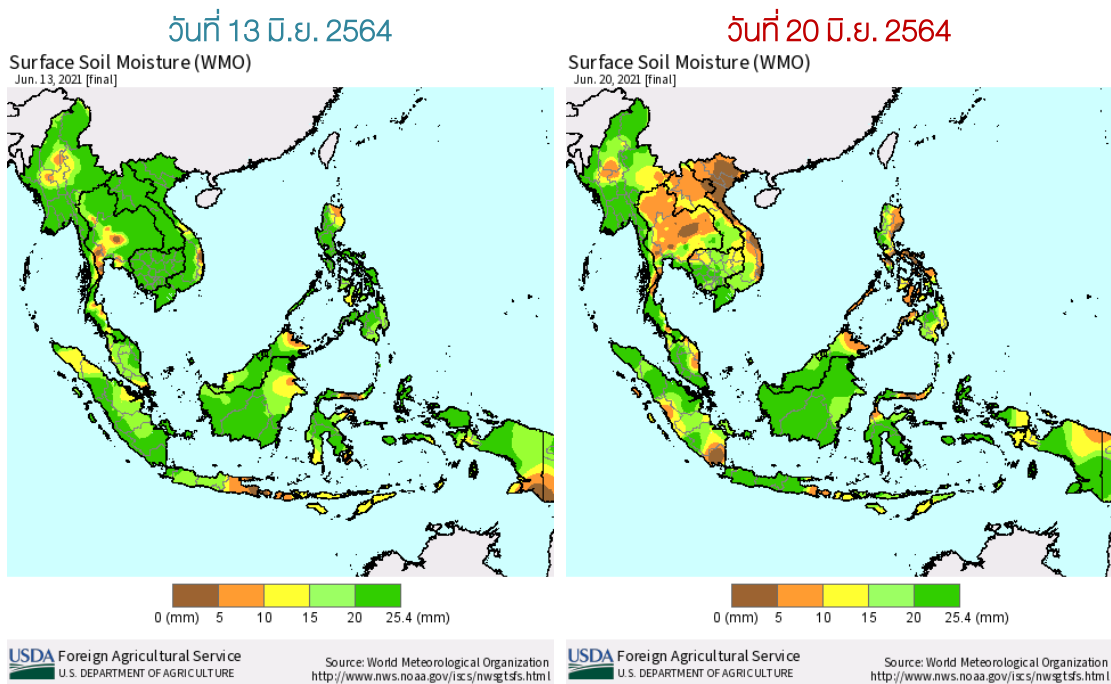 วันที่ 13 มิ.ย. 2564
Surface Soil Moisture (WMO)
Jun. 13, 2021 [final]
0 (mm) 5 10 15 20 25.4 (mm)
USDA Foreign Agricultural Service
U.S. DEPARTMENT OF AGRICULTURE
Source: World Meteorological Organization
http://www.nws.noaa.gov/iscs/nwsgtsfs.html
วันที่ 20 มิ.ย. 2564
Surface Soil Moisture (WMO)
Jun. 20, 2021 [final]
0 (mm) 5 10 15 20 25.4 (mm)
USDA Foreign Agricultural Service
U.S. DEPARTMENT OF AGRICULTURE
Source: World Meteorological Organization
http://www.nws.noaa.gov/iscs/nwsgtsfs.html